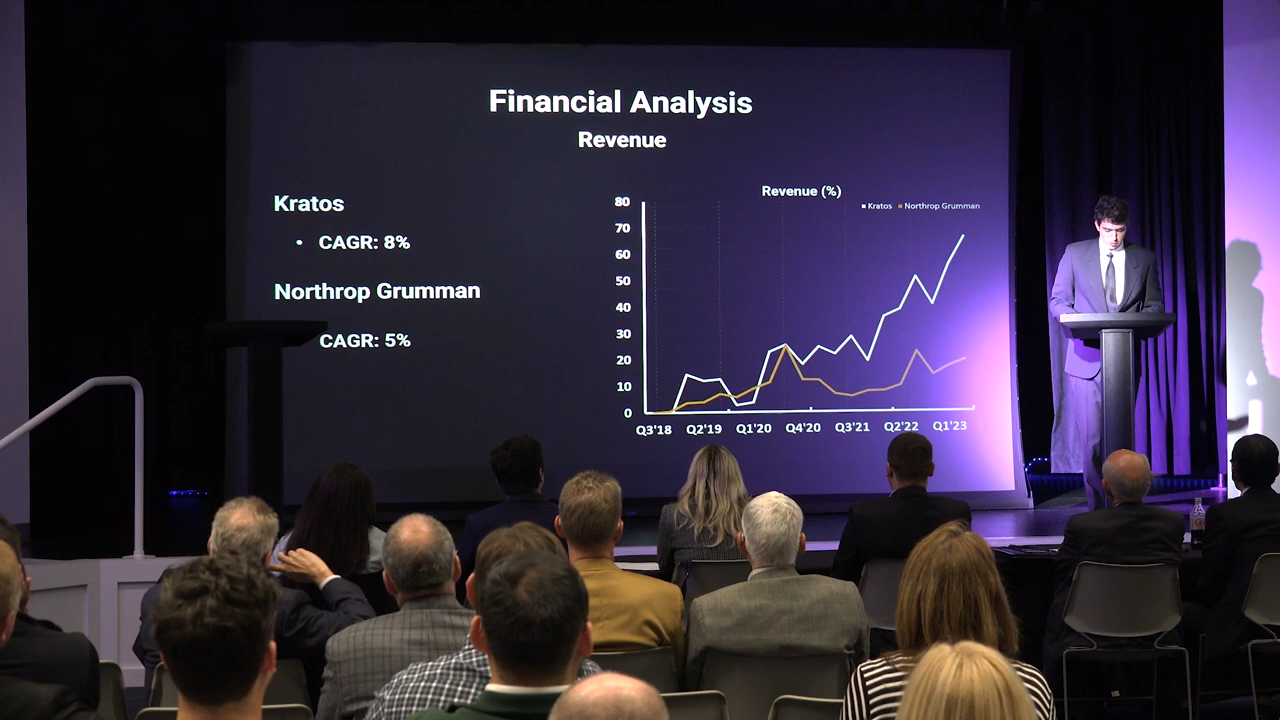 Financial Analysis
Revenue
Kratos
• CAGR: 8%
Northrop Grumman
CAGR: 5%
Revenue (%)
Kratos Northrop Grumman
80
70
60
50
40
30
20
10
0
Q3'18 Q2'19 Q1'20 Q4'20 Q3'21 Q2'22 Q1'23